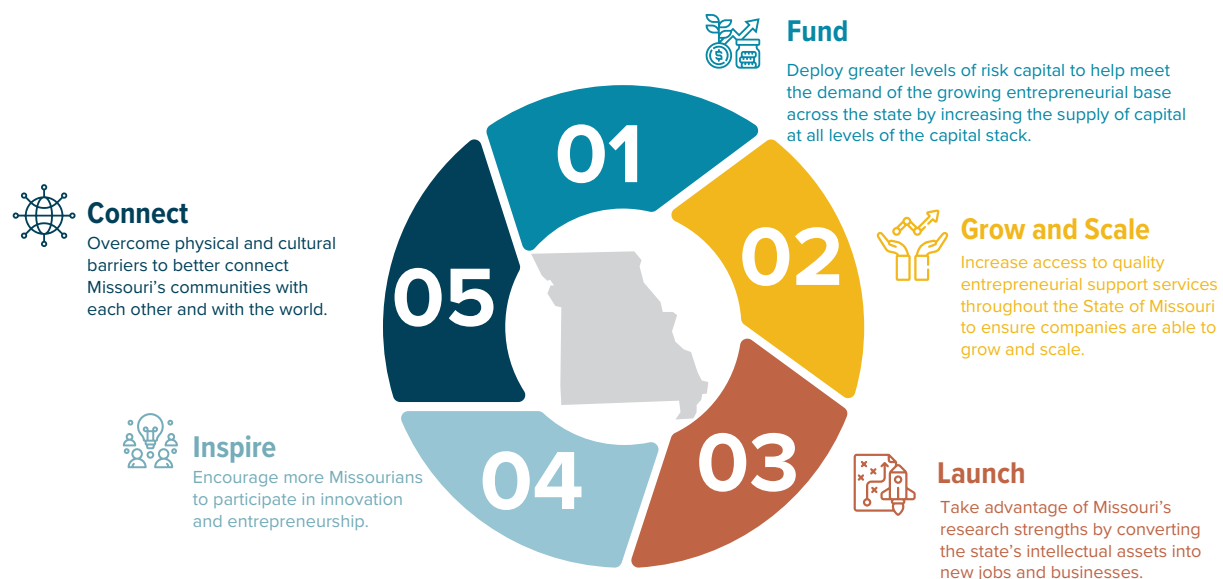 01
Fund
Deploy greater levels of risk capital to help meet
the demand of the growing entrepreneurial base
across the state by increasing the supply of capital
at all levels of the capital stack.
02
Grow and Scale
Increase access to quality
entrepreneurial support services
throughout the State of Missouri
to ensure companies are able to
grow and scale.
03
Launch
Take advantage of Missouri’s
research strengths by converting
the state’s intellectual assets into
new jobs and businesses.
04
Inspire
Encourage more Missourians
to participate in innovation
and entrepreneurship.
05
Connect
Overcome physical and cultural
barriers to better connect
Missouri’s communities with
each other and with the world.